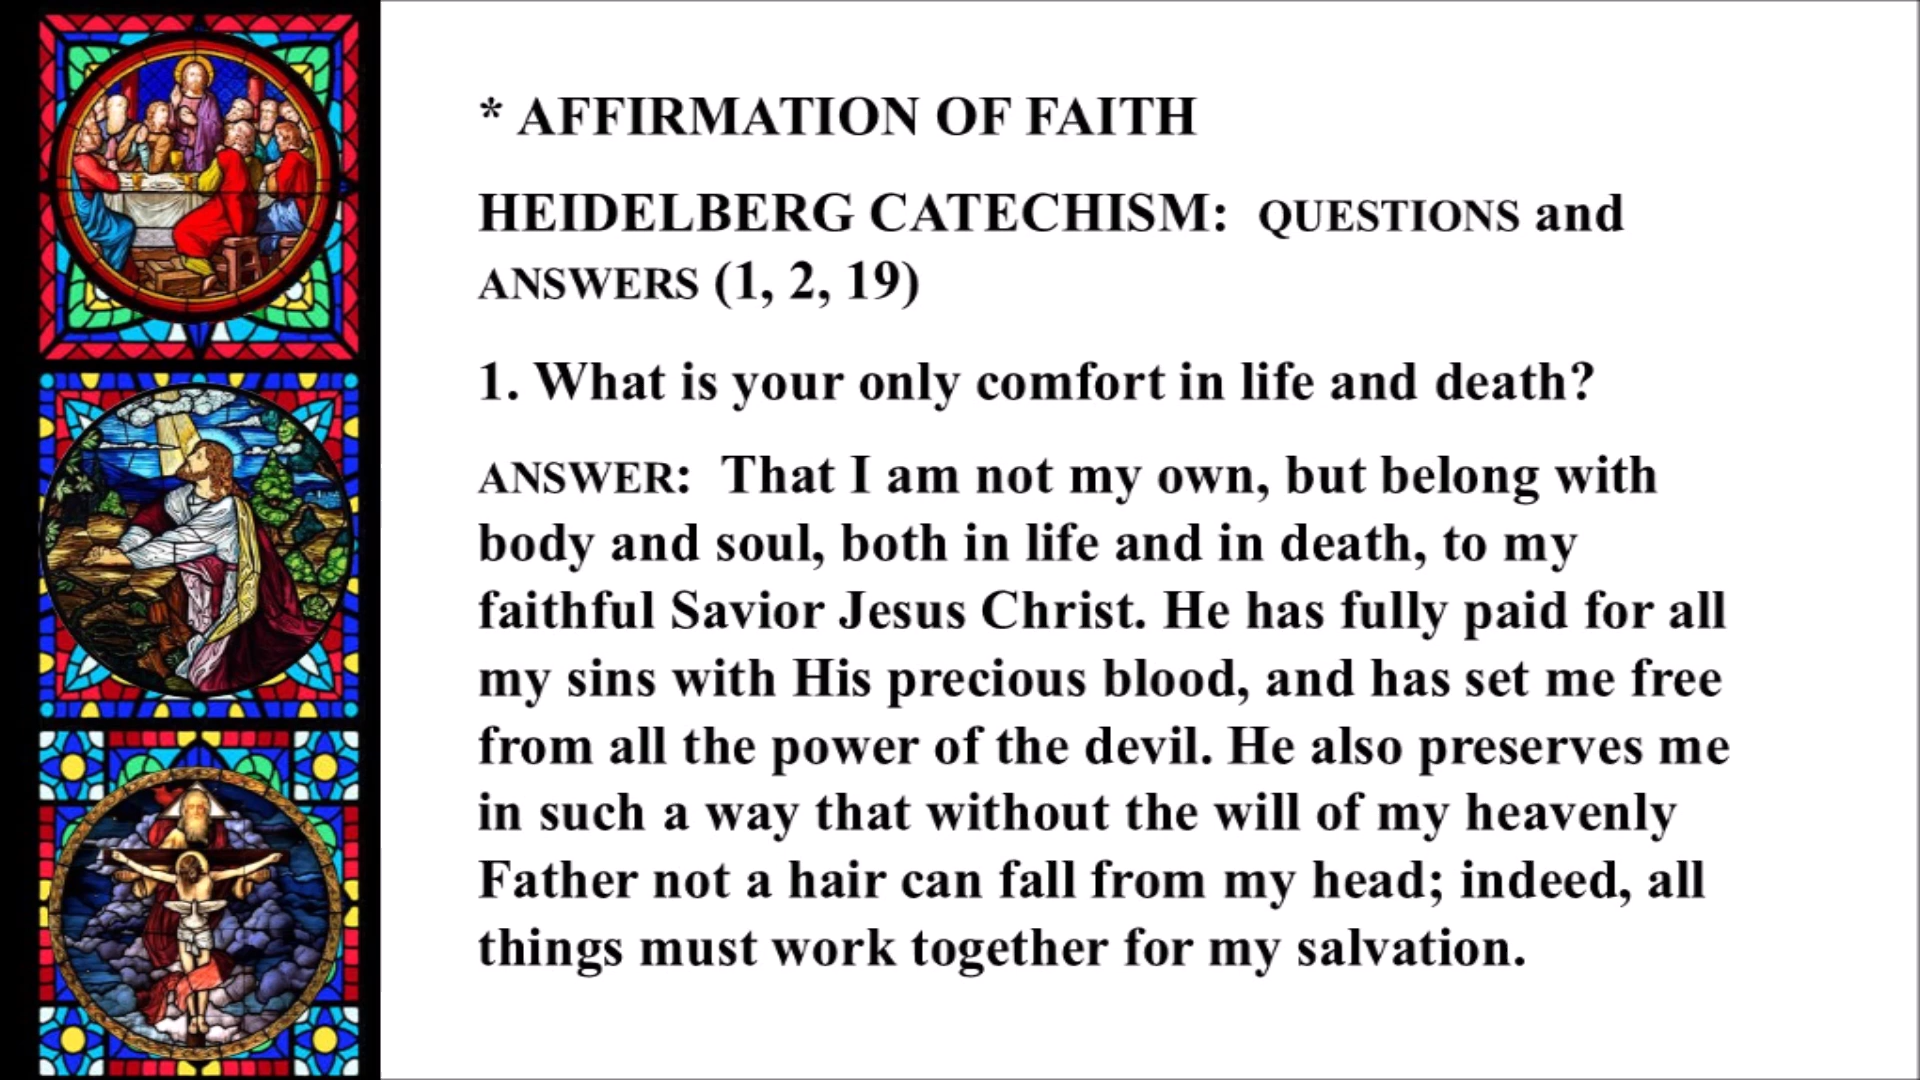 * AFFIRMATION OF FAITH
HEIDELBERG CATECHISM: QUESTIONS and
ANSWERS (1, 2, 19)
1. What is your only comfort in life and death?
ANSWER: That I am not my own, but belong with
body and soul, both in life and in death, to my
faithful Savior Jesus Christ. He has fully paid for all
my sins with His precious blood, and has set me free
from all the power of the devil. He also preserves me
in such a way that without the will of my heavenly
Father not a hair can fall from my head; indeed, all
things must work together for my salvation.